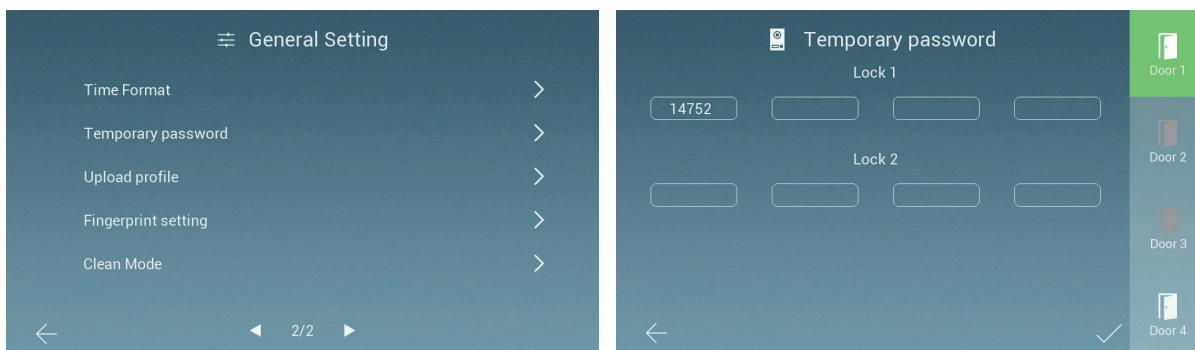 General Setting
Time Format
Temporary password
Upload profile
Fingerprint setting
Clean Mode
2/2
Temporary password
Lock 1
14752
Lock 2
Door 1
Door 2
Door 3
Door 4